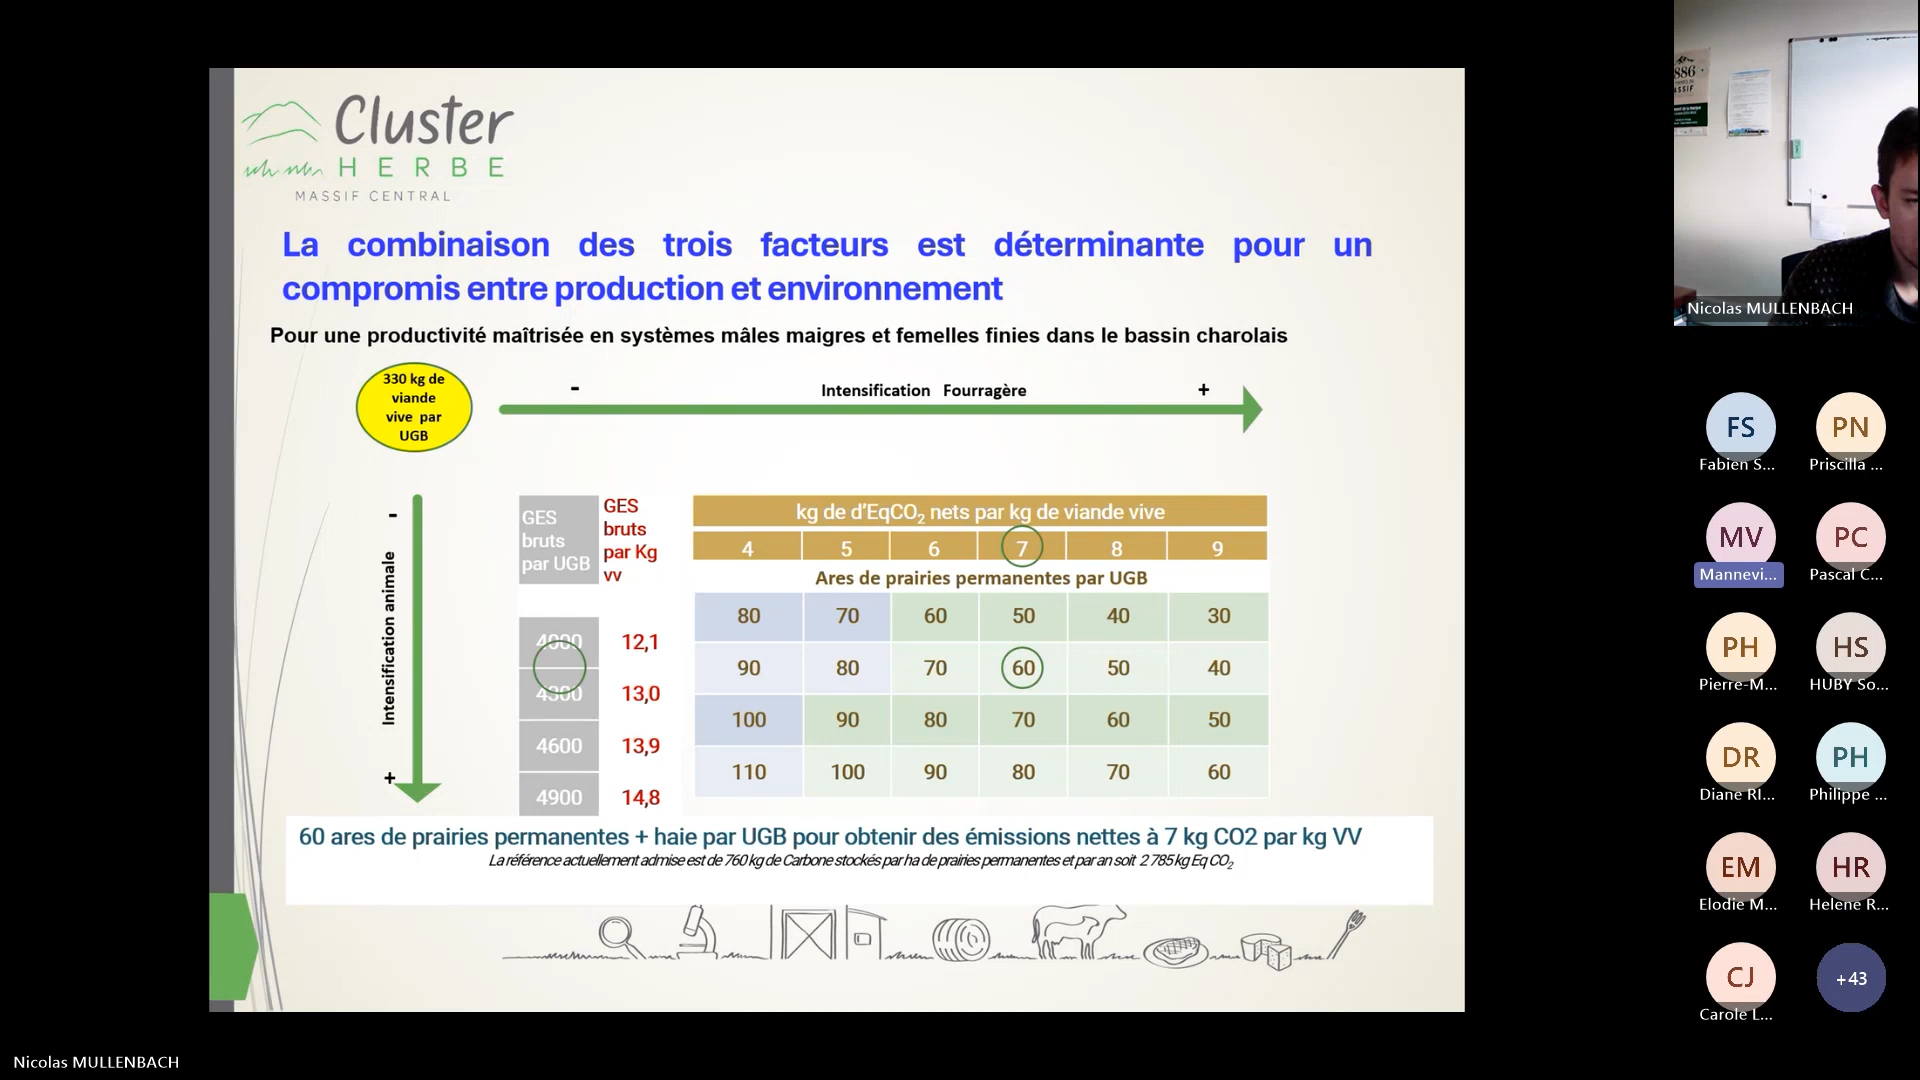 Cluster
HERBE
MASSIF CENTRAL
La combinaison des trois facteurs est déterminante pour un
compromis entre production et environnement
Pour une productivité maîtrisée en systèmes mâles maigres et femelles finies dans le bassin charolais
330 kg de
viande
vive par
UGB
- Intensification Fourragère +
-
Intensification animale
+
GES
bruts
par UGB
GES
bruts
par Kg
vv
kg de d'EqCO₂ nets par kg de viande vive
4 5 6 7 8 9
Ares de prairies permanentes par UGB
80 70 60 50 40 30
4000 12,1
90 80 70 60 50 40
4300 13,0
100 90 80 70 60 50
4600 13,9
110 100 90 80 70 60
4900 14,8
60 ares de prairies permanentes + haie par UGB pour obtenir des émissions nettes à 7 kg CO2 par kg VV
La référence actuellement admise est de 760 kg de Carbone stockés par ha de prairies permanentes et par an soit 2 785 kg Eq CO₂
886
Nicolas MULLENBACH
FS PN
Fabien S... Priscilla ...
MV PC
Mannevi... Pascal C...
PH HS
Pierre-M... HUBY So...
DR PH
Diane RI... Philippe ...
EM HR
Elodie M... Helene R...
CJ +43
Carole L...
Nicolas MULLENBACH